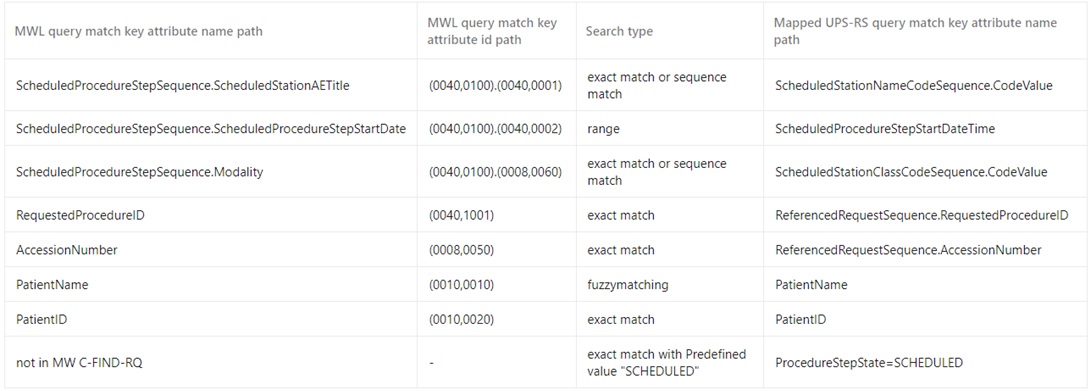 MWL query match key attribute name path
MWL query match key
attribute id path
Search type
Mapped UPS-RS query match key attribute name
path
ScheduledProcedureStepSequence.ScheduledStationAETitle
(0040,0100).(0040,0001)
exact match or sequence
match
ScheduledStationNameCodeSequence.CodeValue
ScheduledProcedureStepSequence.ScheduledProcedureStepStartDate
(0040,0100).(0040,0002)
range
ScheduledProcedureStepStartDateTime
ScheduledProcedureStepSequence.Modality
(0040,0100).(0008,0060)
exact match or sequence
match
ScheduledStationClassCodeSequence.CodeValue
RequestedProcedureID
(0040,1001)
exact match
ReferencedRequestSequence.RequestedProcedureID
AccessionNumber
(0008,0050)
exact match
ReferencedRequestSequence.AccessionNumber
PatientName
(0010,0010)
fuzzymatching
PatientName
PatientID
(0010,0020)
exact match
PatientID
not in MW C-FIND-RQ
-
exact match with Predefined
value "SCHEDULED"
ProcedureStepState=SCHEDULED